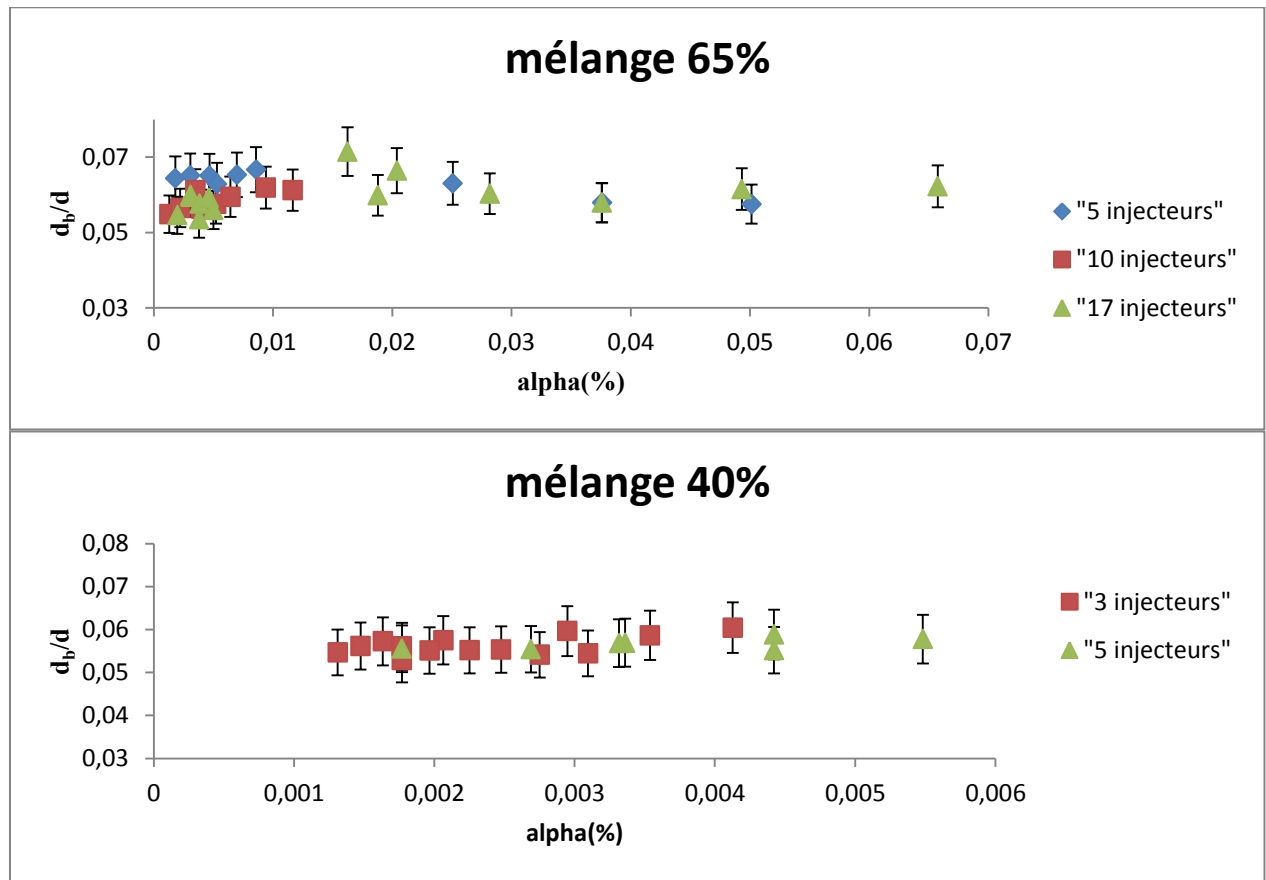 mélange 65%
0,07
0,05
0,03
d_b/d
0 0,01 0,02 0,03 0,04 0,05 0,06 0,07
alpha(%)
"5 injecteurs"
"10 injecteurs"
"17 injecteurs"
mélange 40%
0,08
0,07
0,06
0,05
0,04
0,03
d_b/d
0 0,001 0,002 0,003 0,004 0,005 0,006
alpha(%)
"3 injecteurs"
"5 injecteurs"